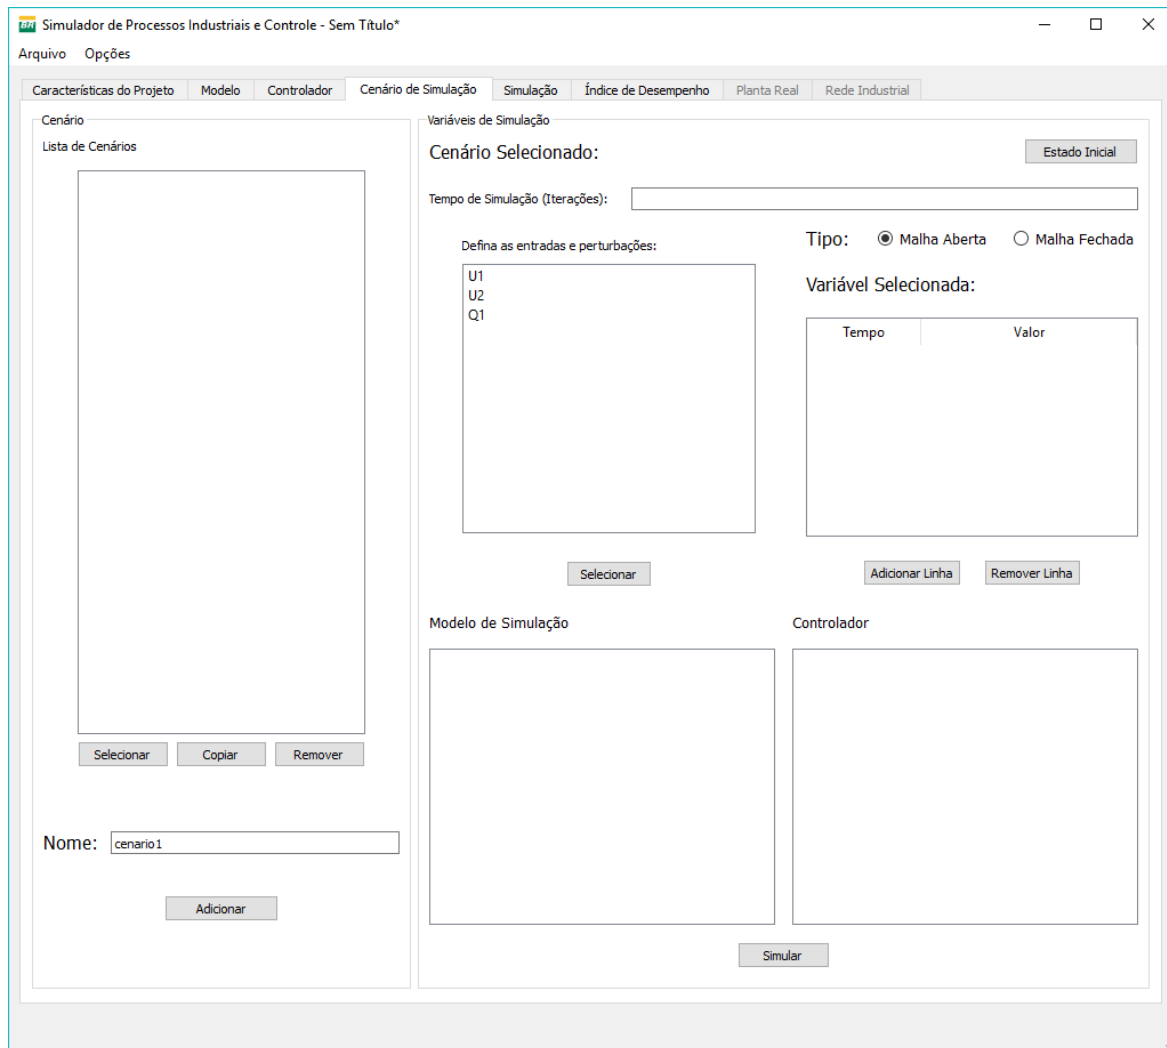 BR Simulador de Processos Industriais e Controle - Sem Título*
Arquivo Opções
Características do Projeto Modelo Controlador Cenário de Simulação Simulação Índice de Desempenho Planta Real Rede Industrial
Cenário
Lista de Cenários
Selecionar Copiar Remover
Nome: cenario1
Adicionar
Variáveis de Simulação
Cenário Selecionado:
Estado Inicial
Tempo de Simulação (Iterações):
Defina as entradas e perturbações:
U1
U2
Q1
Selecionar
Tipo: Malha Aberta Malha Fechada
Variável Selecionada:
Tempo Valor
Adicionar Linha Remover Linha
Modelo de Simulação
Controlador
Simular